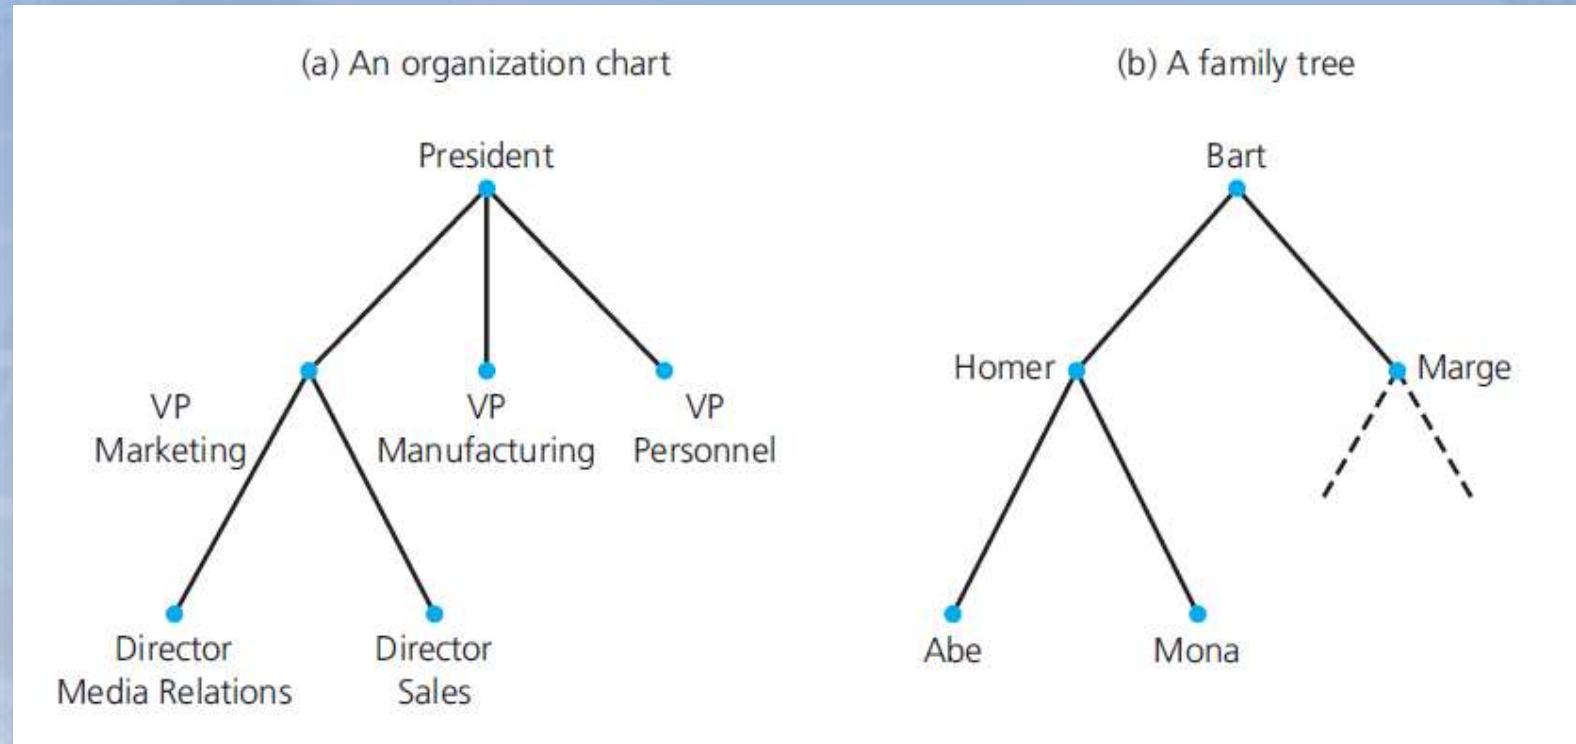 (a) An organization chart
President
VP
Marketing
VP
Manufacturing
VP
Personnel
Director
Media Relations
Director
Sales
(b) A family tree
Bart
Homer
Marge
Abe
Mona